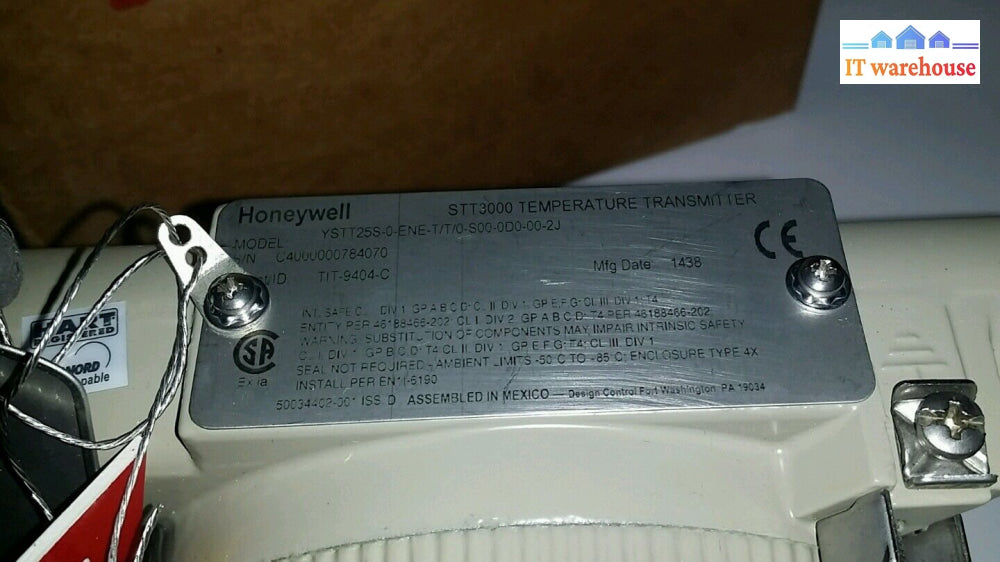 IT warehouse
Honeywell STT3000 TEMPERATURE TRANSMITTER
MODEL YSTT25S-0-ENE-T/T/0-S00-0D0-00-2J
S/N C4000000784070
ID TIT-9404-C Mfg Date 1438
CE
INT. SAFE DIV 1 GP A B C D CL II DIV 1 GP E F G CL III DIV 1 T4
ENTITY PER 46188466-202 CL I DIV 2 GP A B C D T4 PER 46188466-202
WARNING: SUBSTITUTION OF COMPONENTS MAY IMPAIR INTRINSIC SAFETY
CL I DIV 1 GP B C D T4 CL II DIV 1 GP E F G T4 CL III DIV 1
SEAL NOT REQUIRED - AMBIENT LIMITS -50 C TO +85 C; ENCLOSURE TYPE 4X
INSTALL PER EN1I-6190
50034402-001 ISS D ASSEMBLED IN MEXICO — Design Control Fort Washington PA 19034
SA
Ex ia
HART
REGISTERED